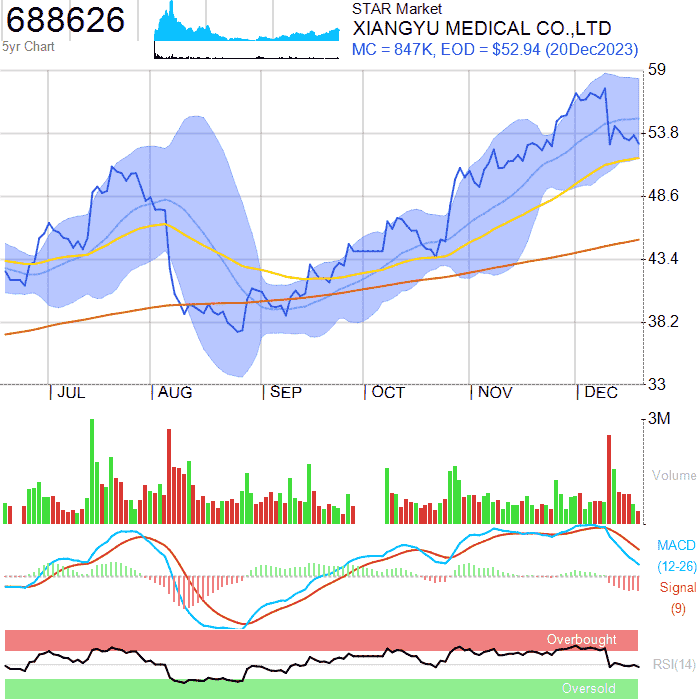 688626
5yr Chart
STAR Market
XIANGYU MEDICAL CO.,LTD
MC = 847K, EOD = $52.94 (20Dec2023)
59
53.8
48.6
43.4
38.2
33
JUL AUG SEP OCT NOV DEC
3M
Volume
MACD
(12-26)
Signal
(9)
Overbought
RSI(14)
Oversold